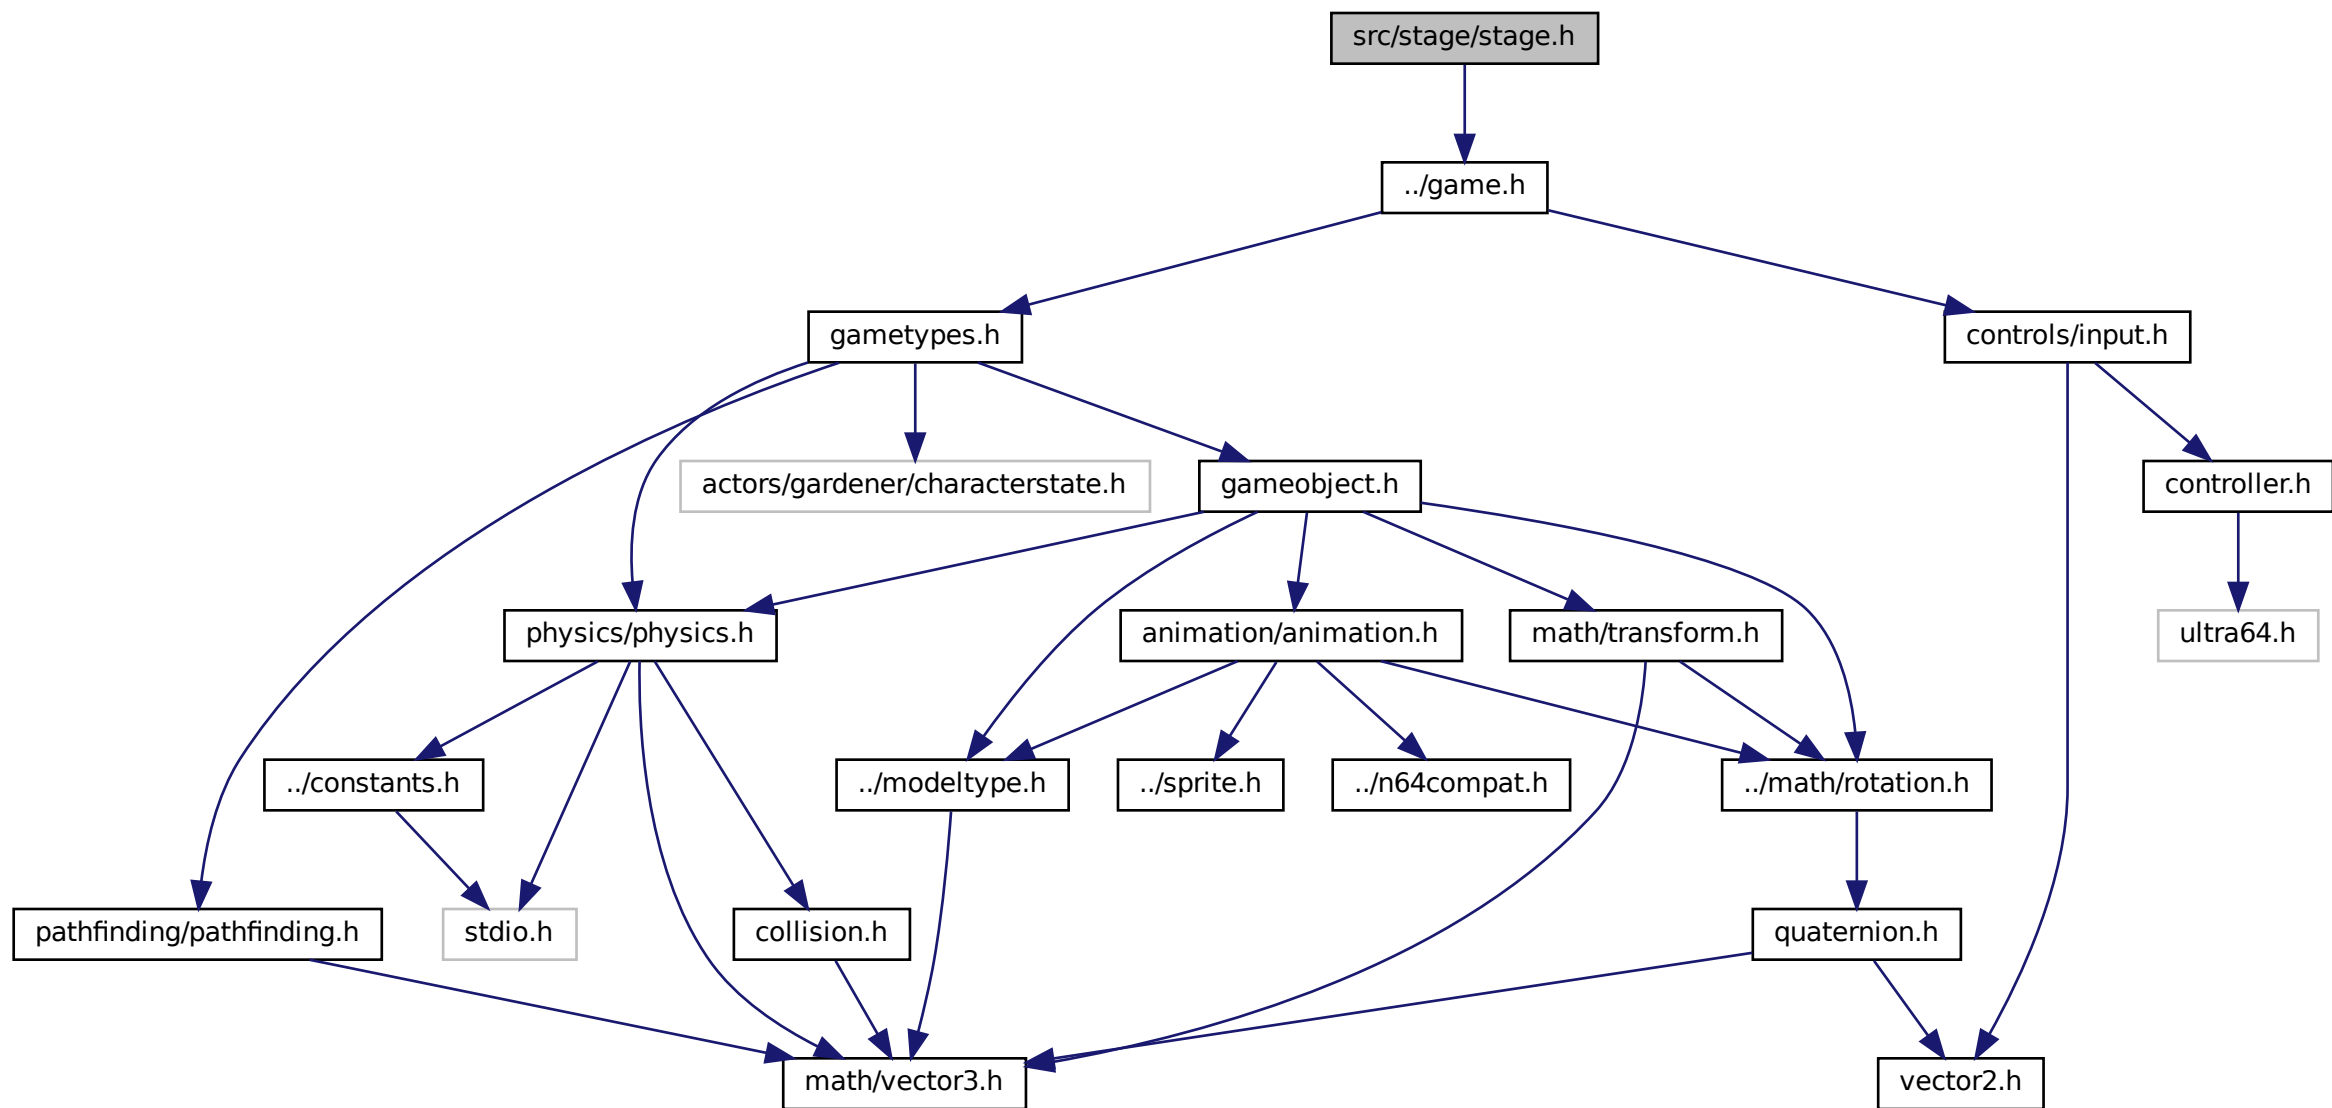 src/stage/stage.h
../game.h
gametypes.h
controls/input.h
actors/gardener/characterstate.h
gameobject.h
controller.h
physics/physics.h
animation/animation.h
math/transform.h
ultra64.h
../constants.h
../modeltype.h
../sprite.h
../n64compat.h
../math/rotation.h
pathfinding/pathfinding.h
stdio.h
collision.h
quaternion.h
math/vector3.h
vector2.h